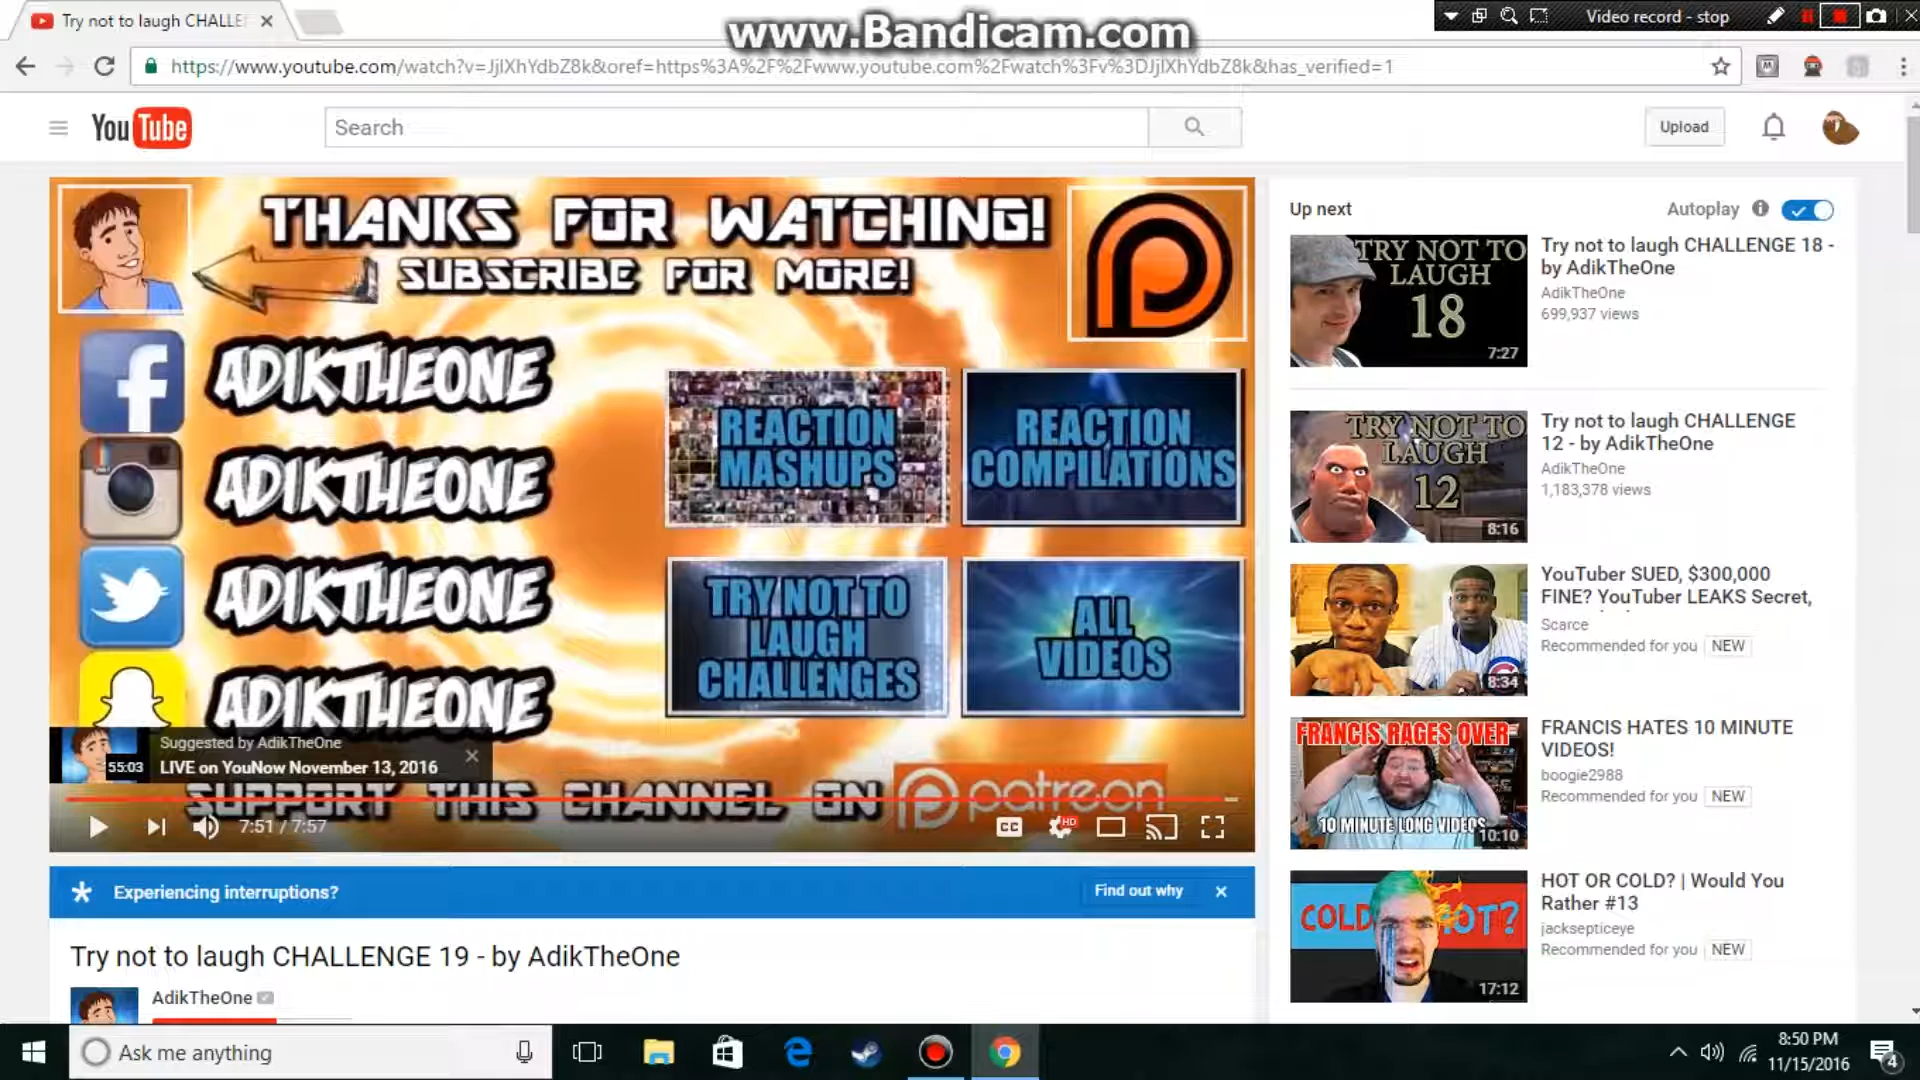 Try not to laugh CHALLE
www.Bandicam.com
Video record - stop
https://www.youtube.com/watch?v=JjlXhYdbZ8k&oref=https%3A%2F%2Fwww.youtube.com%2Fwatch%3Fv%3DJjlXhYdbZ8k&has_verified=1
YouTube
Search
Upload
THANKS FOR WATCHING!
SUBSCRIBE FOR MORE!
ADIKTHEONE
ADIKTHEONE
ADIKTHEONE
ADIKTHEONE
REACTION
MASHUPS
REACTION
COMPILATIONS
TRY NOT TO
LAUGH
CHALLENGES
ALL
VIDEOS
55:03
Suggested by AdikTheOne
LIVE on YouNow November 13, 2016
SUPPORT THIS CHANNEL ON patreon
7:51 / 7:57
CC
HD
Experiencing interruptions?
Find out why
Try not to laugh CHALLENGE 19 - by AdikTheOne
AdikTheOne
Up next
Autoplay
TRY NOT TO
LAUGH
18
7:27
Try not to laugh CHALLENGE 18 -
by AdikTheOne
AdikTheOne
699,937 views
TRY NOT TO
LAUGH
12
8:16
Try not to laugh CHALLENGE
12 - by AdikTheOne
AdikTheOne
1,183,378 views
8:34
YouTuber SUED, $300,000
FINE? YouTuber LEAKS Secret,
Scarce
Recommended for you NEW
FRANCIS RAGES OVER
10 MINUTE LONG VIDEOS
10:10
FRANCIS HATES 10 MINUTE
VIDEOS!
boogie2988
Recommended for you NEW
COLD HOT?
17:12
HOT OR COLD? | Would You
Rather #13
jacksepticeye
Recommended for you NEW
Ask me anything
8:50 PM
11/15/2016
4